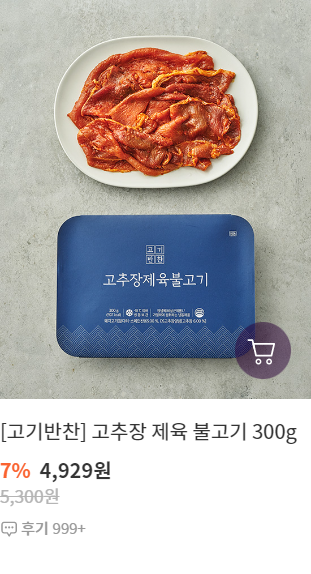 고기
반찬
고추장제육불고기
300g
[고기반찬] 고추장 제육 불고기 300g
7% 4,929원
5,300원
후기 999+